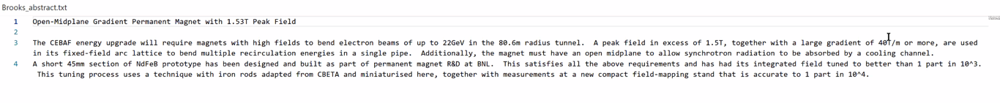 Brooks_abstract.txt
1 Open-Midplane Gradient Permanent Magnet with 1.53T Peak Field
2
3 The CEBAF energy upgrade will require magnets with high fields to bend electron beams of up to 22GeV in the 80.6m radius tunnel.  A peak field in excess of 1.5T, together with a large gradient of 40T/m or more, are used
in its fixed-field arc lattice to bend multiple recirculation energies in a single pipe.  Additionally, the magnet must have an open midplane to allow synchrotron radiation to be absorbed by a cooling channel.
4 A short 45mm section of NdFeB prototype has been designed and built as part of permanent magnet R&D at BNL.  This satisfies all the above requirements and has had its integrated field tuned to better than 1 part in 10^3.
This tuning process uses a technique with iron rods adapted from CBETA and miniaturised here, together with measurements at a new compact field-mapping stand that is accurate to 1 part in 10^4.